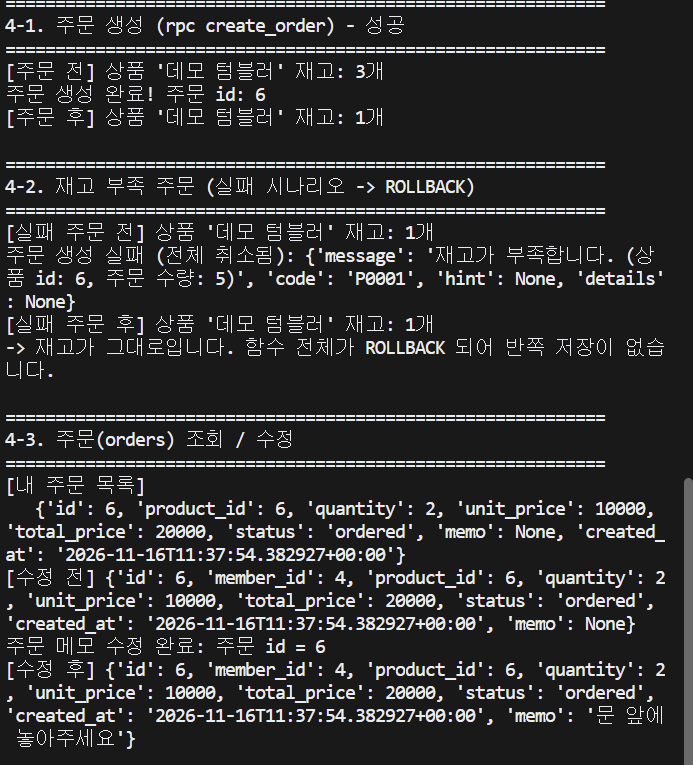 ============================================================
4-1. 주문 생성 (rpc create_order) - 성공
============================================================
[주문 전] 상품 '데모 텀블러' 재고: 3개
주문 생성 완료! 주문 id: 6
[주문 후] 상품 '데모 텀블러' 재고: 1개
============================================================
4-2. 재고 부족 주문 (실패 시나리오 -> ROLLBACK)
============================================================
[실패 주문 전] 상품 '데모 텀블러' 재고: 1개
주문 생성 실패 (전체 취소됨): {'message': '재고가 부족합니다. (상
품 id: 6, 주문 수량: 5)', 'code': 'P0001', 'hint': None, 'details'
: None}
[실패 주문 후] 상품 '데모 텀블러' 재고: 1개
-> 재고가 그대로입니다. 함수 전체가 ROLLBACK 되어 반쪽 저장이 없습
니다.
============================================================
4-3. 주문(orders) 조회 / 수정
============================================================
[내 주문 목록]
{'id': 6, 'product_id': 6, 'quantity': 2, 'unit_price': 10000,
'total_price': 20000, 'status': 'ordered', 'memo': None, 'created_
at': '2026-11-16T11:37:54.382927+00:00'}
[수정 전] {'id': 6, 'member_id': 4, 'product_id': 6, 'quantity': 2
, 'unit_price': 10000, 'total_price': 20000, 'status': 'ordered',
'created_at': '2026-11-16T11:37:54.382927+00:00', 'memo': None}
주문 메모 수정 완료: 주문 id = 6
[수정 후] {'id': 6, 'member_id': 4, 'product_id': 6, 'quantity': 2
, 'unit_price': 10000, 'total_price': 20000, 'status': 'ordered',
'created_at': '2026-11-16T11:37:54.382927+00:00', 'memo': '문 앞에
놓아주세요'}